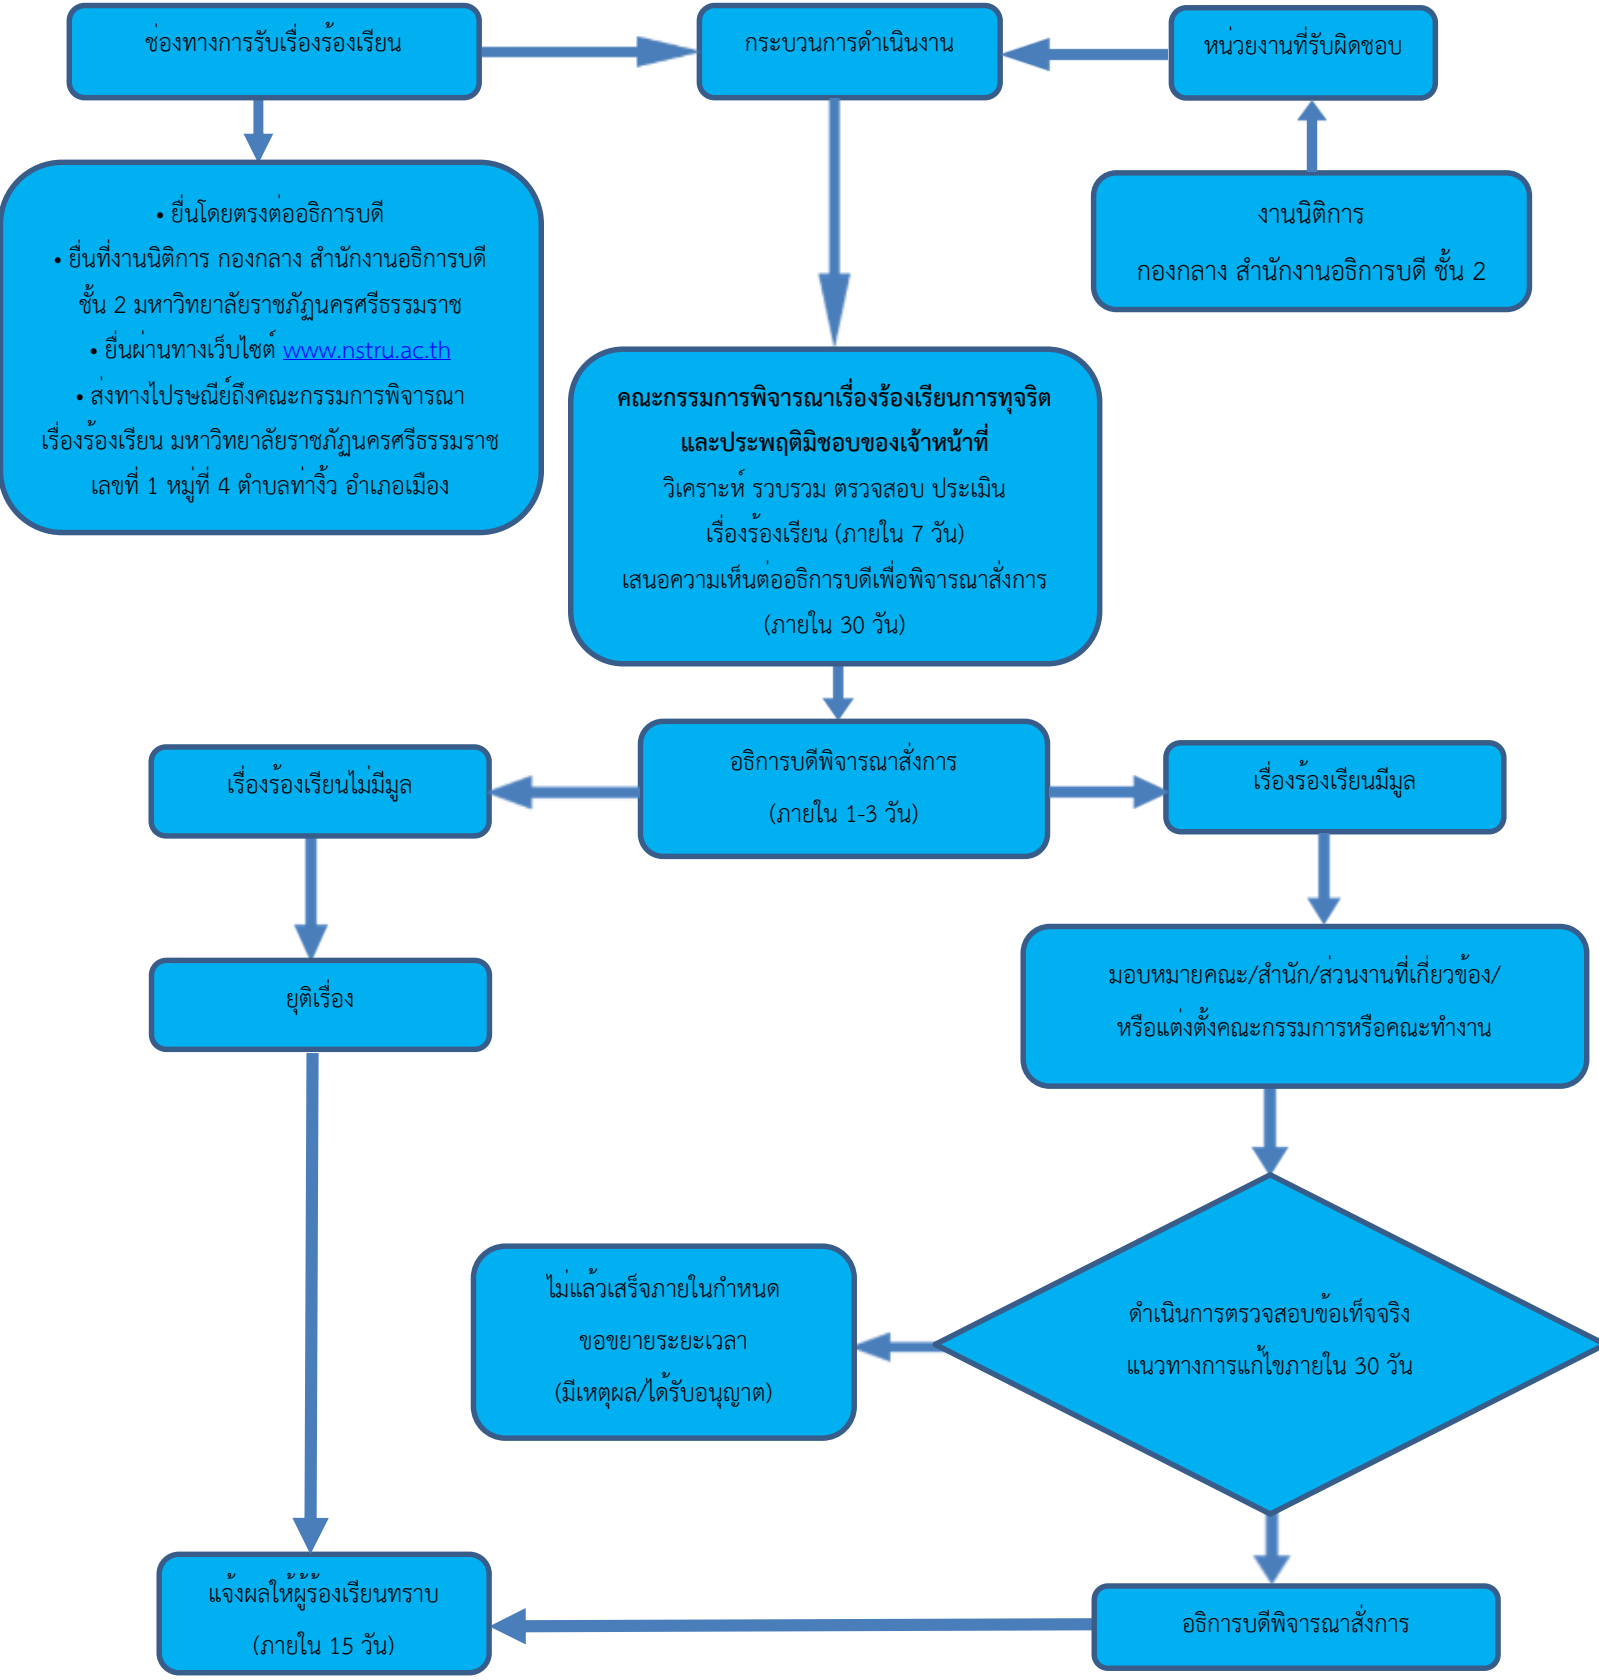 ช่องทางการรับเรื่องร้องเรียน
กระบวนการดำเนินงาน
หน่วยงานที่รับผิดชอบ
• ยื่นโดยตรงต่ออธิการบดี
• ยื่นที่งานนิติการ กองกลาง สำนักงานอธิการบดี
ชั้น 2 มหาวิทยาลัยราชภัฏนครศรีธรรมราช
• ยื่นผ่านทางเว็บไซต์ www.nstru.ac.th
• ส่งทางไปรษณีย์ถึงคณะกรรมการพิจารณา
เรื่องร้องเรียน มหาวิทยาลัยราชภัฏนครศรีธรรมราช
เลขที่ 1 หมู่ที่ 4 ตำบลท่างิ้ว อำเภอเมือง
งานนิติการ
กองกลาง สำนักงานอธิการบดี ชั้น 2
คณะกรรมการพิจารณาเรื่องร้องเรียนการทุจริต
และประพฤติมิชอบของเจ้าหน้าที่
วิเคราะห์ รวบรวม ตรวจสอบ ประเมิน
เรื่องร้องเรียน (ภายใน 7 วัน)
เสนอความเห็นต่ออธิการบดีเพื่อพิจารณาสั่งการ
(ภายใน 30 วัน)
อธิการบดีพิจารณาสั่งการ
(ภายใน 1-3 วัน)
เรื่องร้องเรียนไม่มีมูล
เรื่องร้องเรียนมีมูล
ยุติเรื่อง
มอบหมายคณะ/สำนัก/ส่วนงานที่เกี่ยวข้อง/
หรือแต่งตั้งคณะกรรมการหรือคณะทำงาน
ไม่แล้วเสร็จภายในกำหนด
ขอขยายระยะเวลา
(มีเหตุผล/ได้รับอนุญาต)
ดำเนินการตรวจสอบข้อเท็จจริง
แนวทางการแก้ไขภายใน 30 วัน
แจ้งผลให้ผู้ร้องเรียนทราบ
(ภายใน 15 วัน)
อธิการบดีพิจารณาสั่งการ